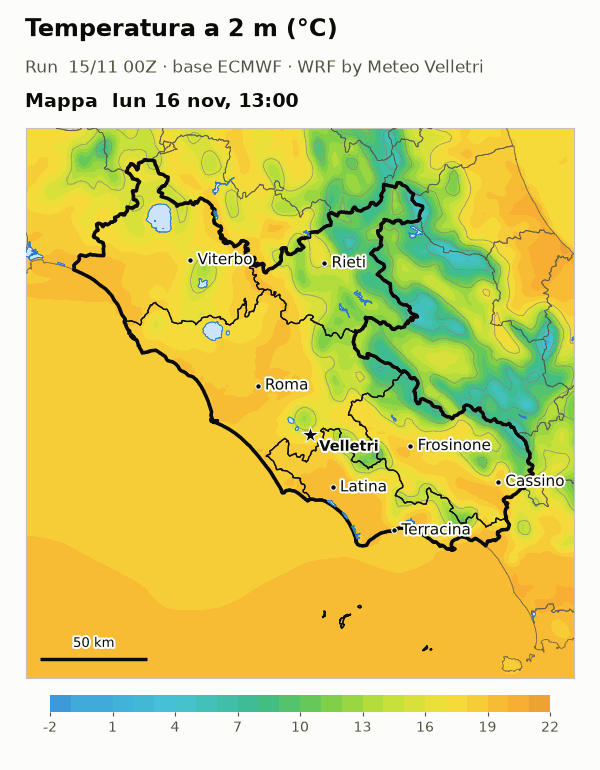 Temperatura a 2 m (°C)
Run  15/11 00Z · base ECMWF · WRF by Meteo Velletri
Mappa  lun 16 nov, 13:00
Viterbo
Rieti
Roma
Velletri
Frosinone
Cassino
Latina
Terracina
50 km
-2 1 4 7 10 13 16 19 22